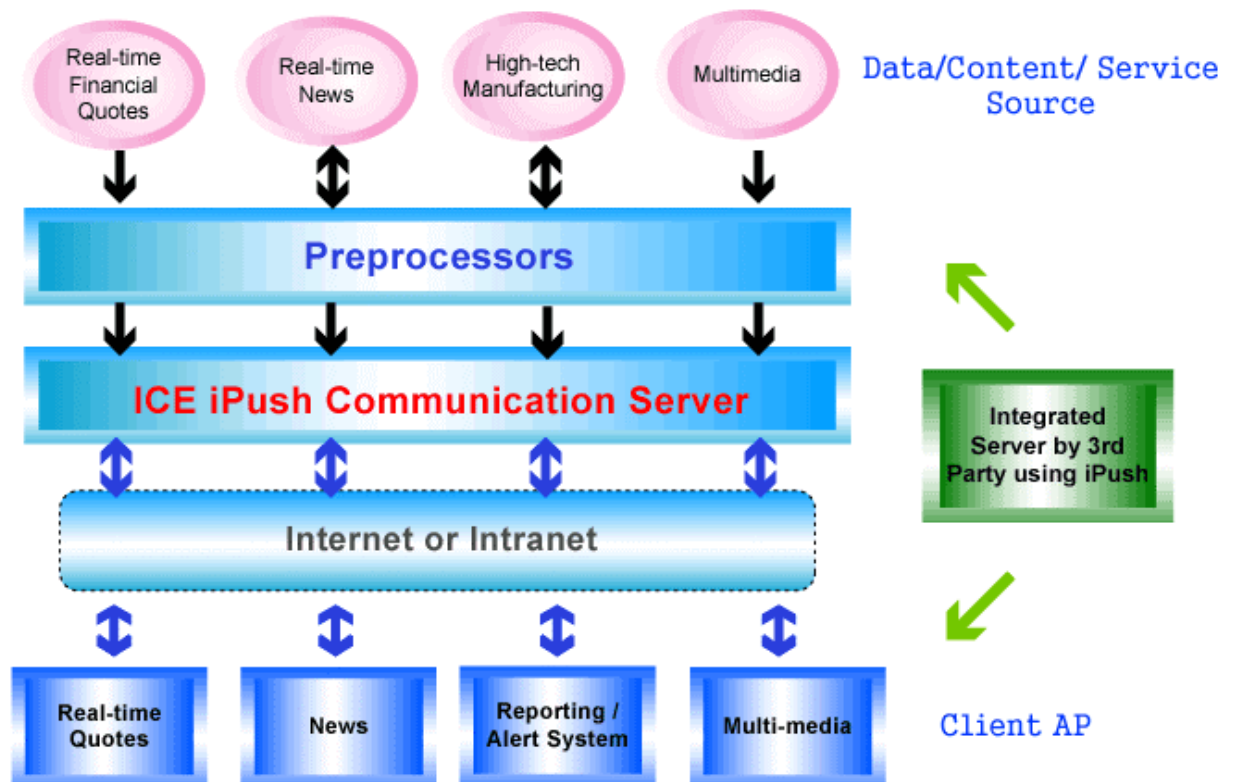 Real-time
Financial
Quotes
Real-time
News
High-tech
Manufacturing
Multimedia
Data/Content/ Service
Source
Preprocessors
ICE iPush Communication Server
Integrated
Server by 3rd
Party using iPush
Internet or Intranet
Real-time
Quotes
News
Reporting /
Alert System
Multi-media
Client AP